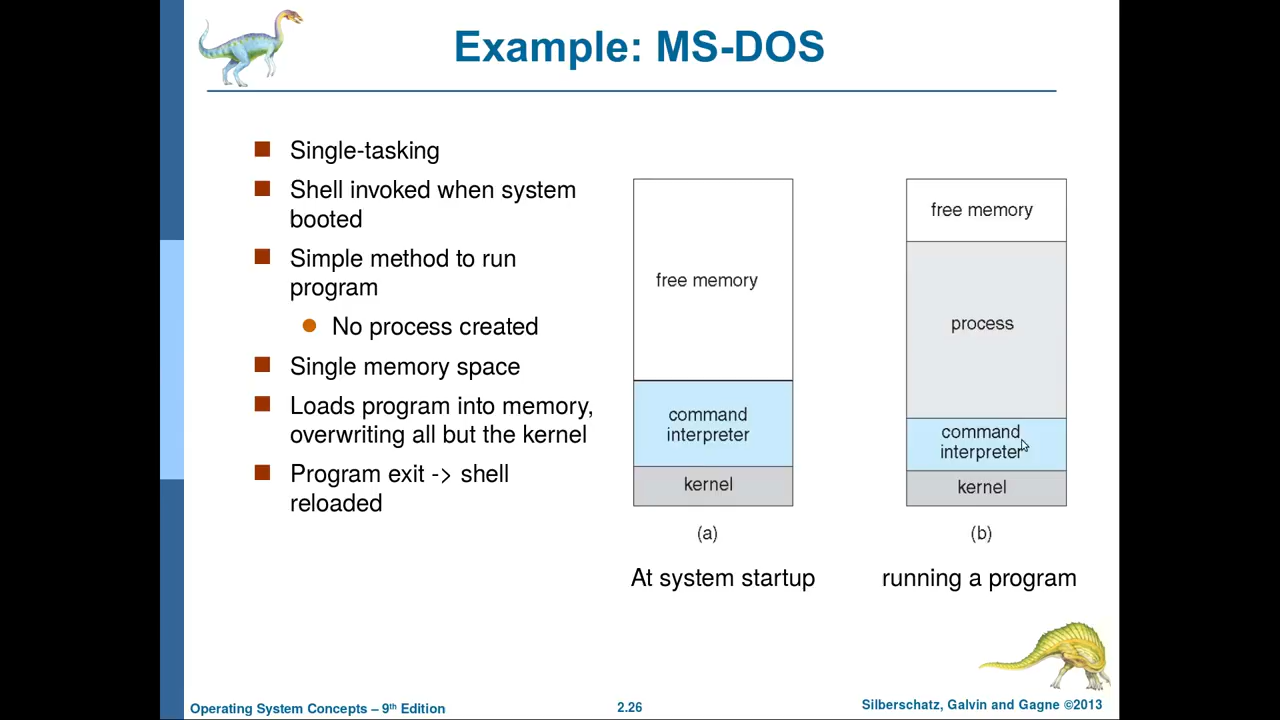 Example: MS-DOS
Single-tasking
Shell invoked when system
booted
Simple method to run
program
No process created
Single memory space
Loads program into memory,
overwriting all but the kernel
Program exit -> shell
reloaded
free memory
command
interpreter
kernel
(a)
At system startup
free memory
process
command
interpreter
kernel
(b)
running a program
Operating System Concepts – 9th Edition
2.26
Silberschatz, Galvin and Gagne ©2013